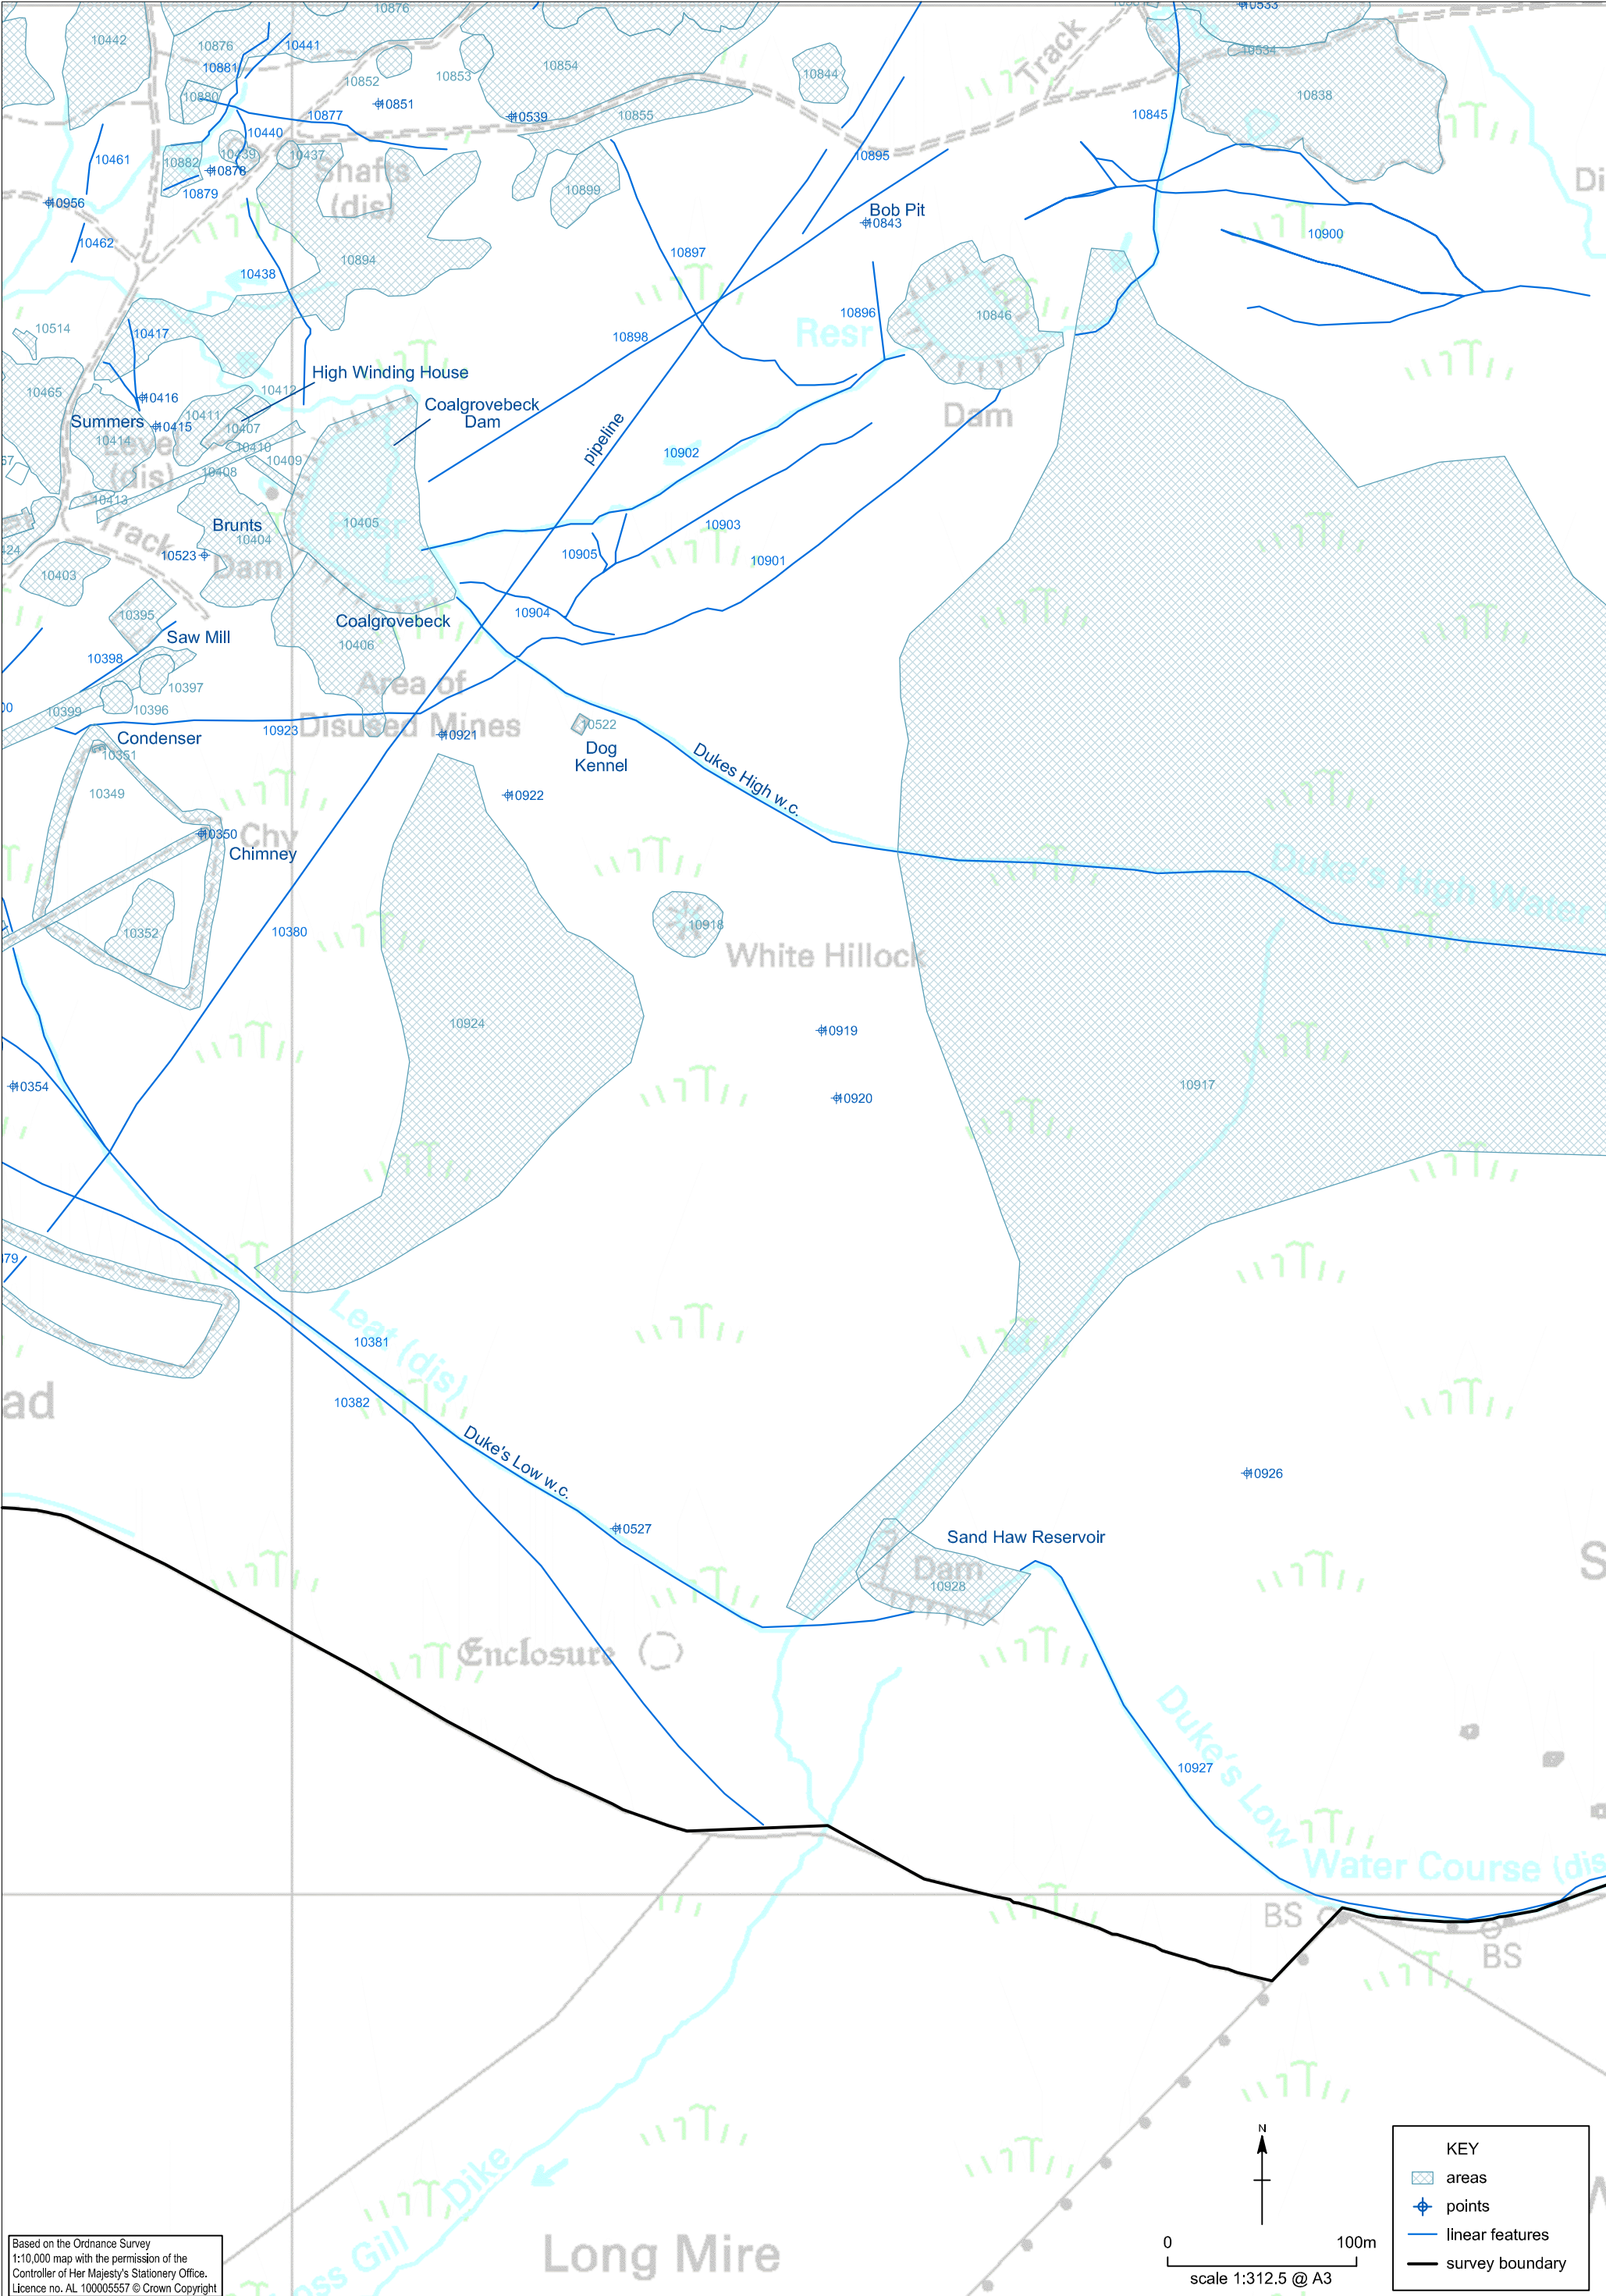 10876
10533
10442
10876
10441
10534
10881
10852
10853
10854
10844
Track
10838
10880
10851
10877
10539
10855
10845
10440
10461
10882
10439
10437
10895
10878
Shafts
(dis)
10899
10879
10956
Bob Pit
10843
10462
10900
10438
10894
10897
10896
10846
10514
10417
10898
Resr
High Winding House
10465
10412
10416
Coalgrovebeck
Dam
Dam
Summers
10415
10411
10407
pipeline
10414
Level
(dis)
10410
10409
10902
10408
10413
Track
Resr
10405
10903
Brunts
10404
10523
Dam
10905
10901
10403
10395
10904
Saw Mill
Coalgrovebeck
10406
10398
10397
Area of
Disused Mines
10399
10396
10923
10921
10522
Condenser
10351
Dog
Kennel
Dukes High w.c.
10349
10922
10350
Chy
Chimney
Duke's High Water
10352
10380
10918
White Hillock
10924
10919
10354
10920
10917
Leat (dis)
10381
10382
ad
Duke's Low w.c.
10926
10527
Sand Haw Reservoir
Dam
10928
Enclosure
Duke's Low
10927
Water Course (dis
BS
BS
N
KEY
areas
points
linear features
survey boundary
0 100m
scale 1:312.5 @ A3
Dike
Gill
Long Mire
Based on the Ordnance Survey
1:10,000 map with the permission of the
Controller of Her Majesty's Stationery Office.
Licence no. AL 100005557 © Crown Copyright